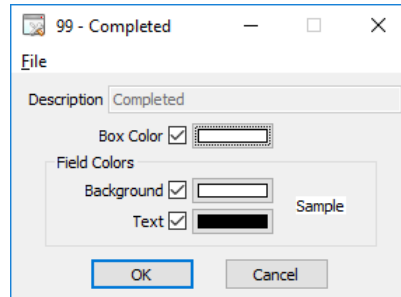 99 - Completed
File
Description Completed
Box Color
Field Colors
Background
Sample
Text
OK Cancel